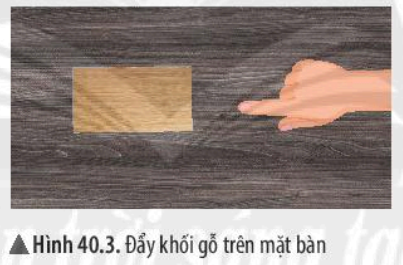 ▲Hình 40.3. Đẩy khối gỗ trên mặt bàn